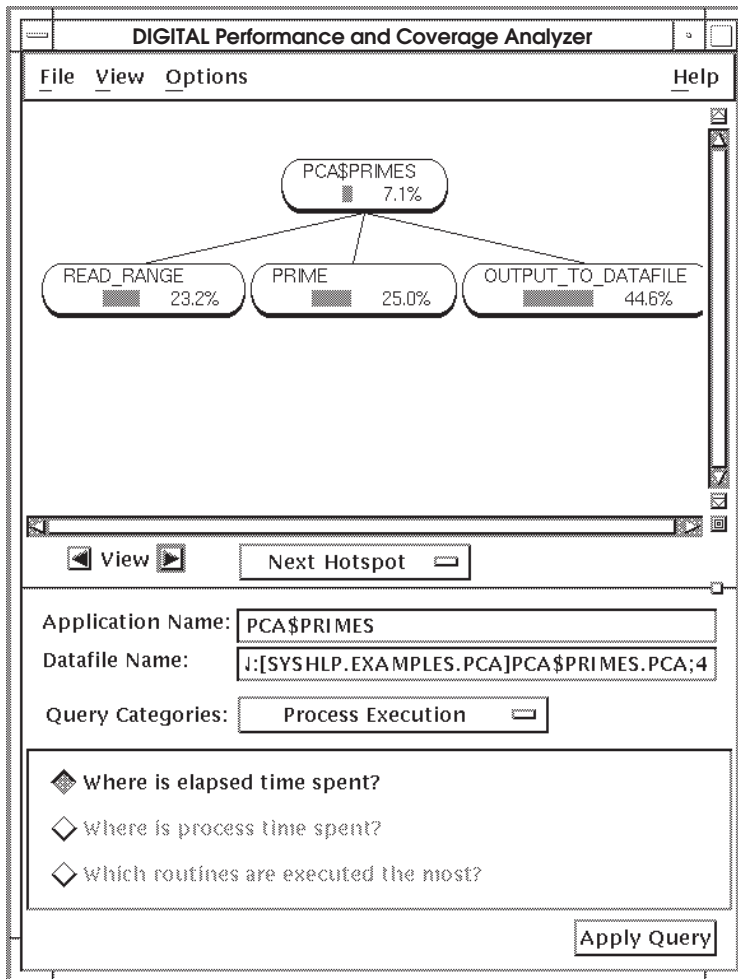 DIGITAL Performance and Coverage Analyzer
File View Options Help
PCA$PRIMES
7.1%
READ_RANGE
23.2%
PRIME
25.0%
OUTPUT_TO_DATAFILE
44.6%
View Next Hotspot
Application Name: PCA$PRIMES
Datafile Name: :[SYSHLP.EXAMPLES.PCA]PCA$PRIMES.PCA;4
Query Categories: Process Execution
Where is elapsed time spent?
Where is process time spent?
Which routines are executed the most?
Apply Query